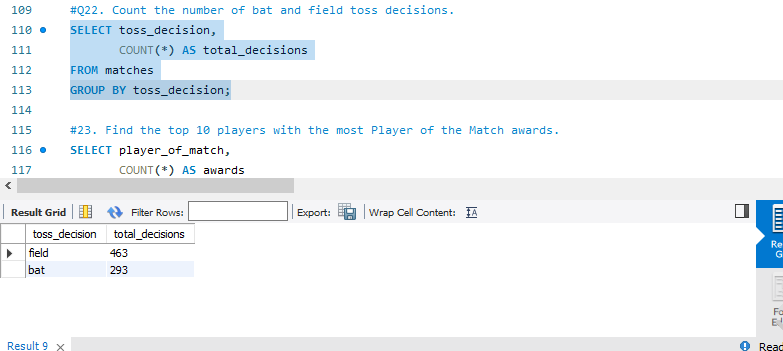 109 #Q22. Count the number of bat and field toss decisions.
110 SELECT toss_decision,
111 COUNT(*) AS total_decisions
112 FROM matches
113 GROUP BY toss_decision;
114
115 #23. Find the top 10 players with the most Player of the Match awards.
116 SELECT player_of_match,
117 COUNT(*) AS awards
Result Grid Filter Rows: Export: Wrap Cell Content:
toss_decision total_decisions
field 463
bat 293
Result 9 Read